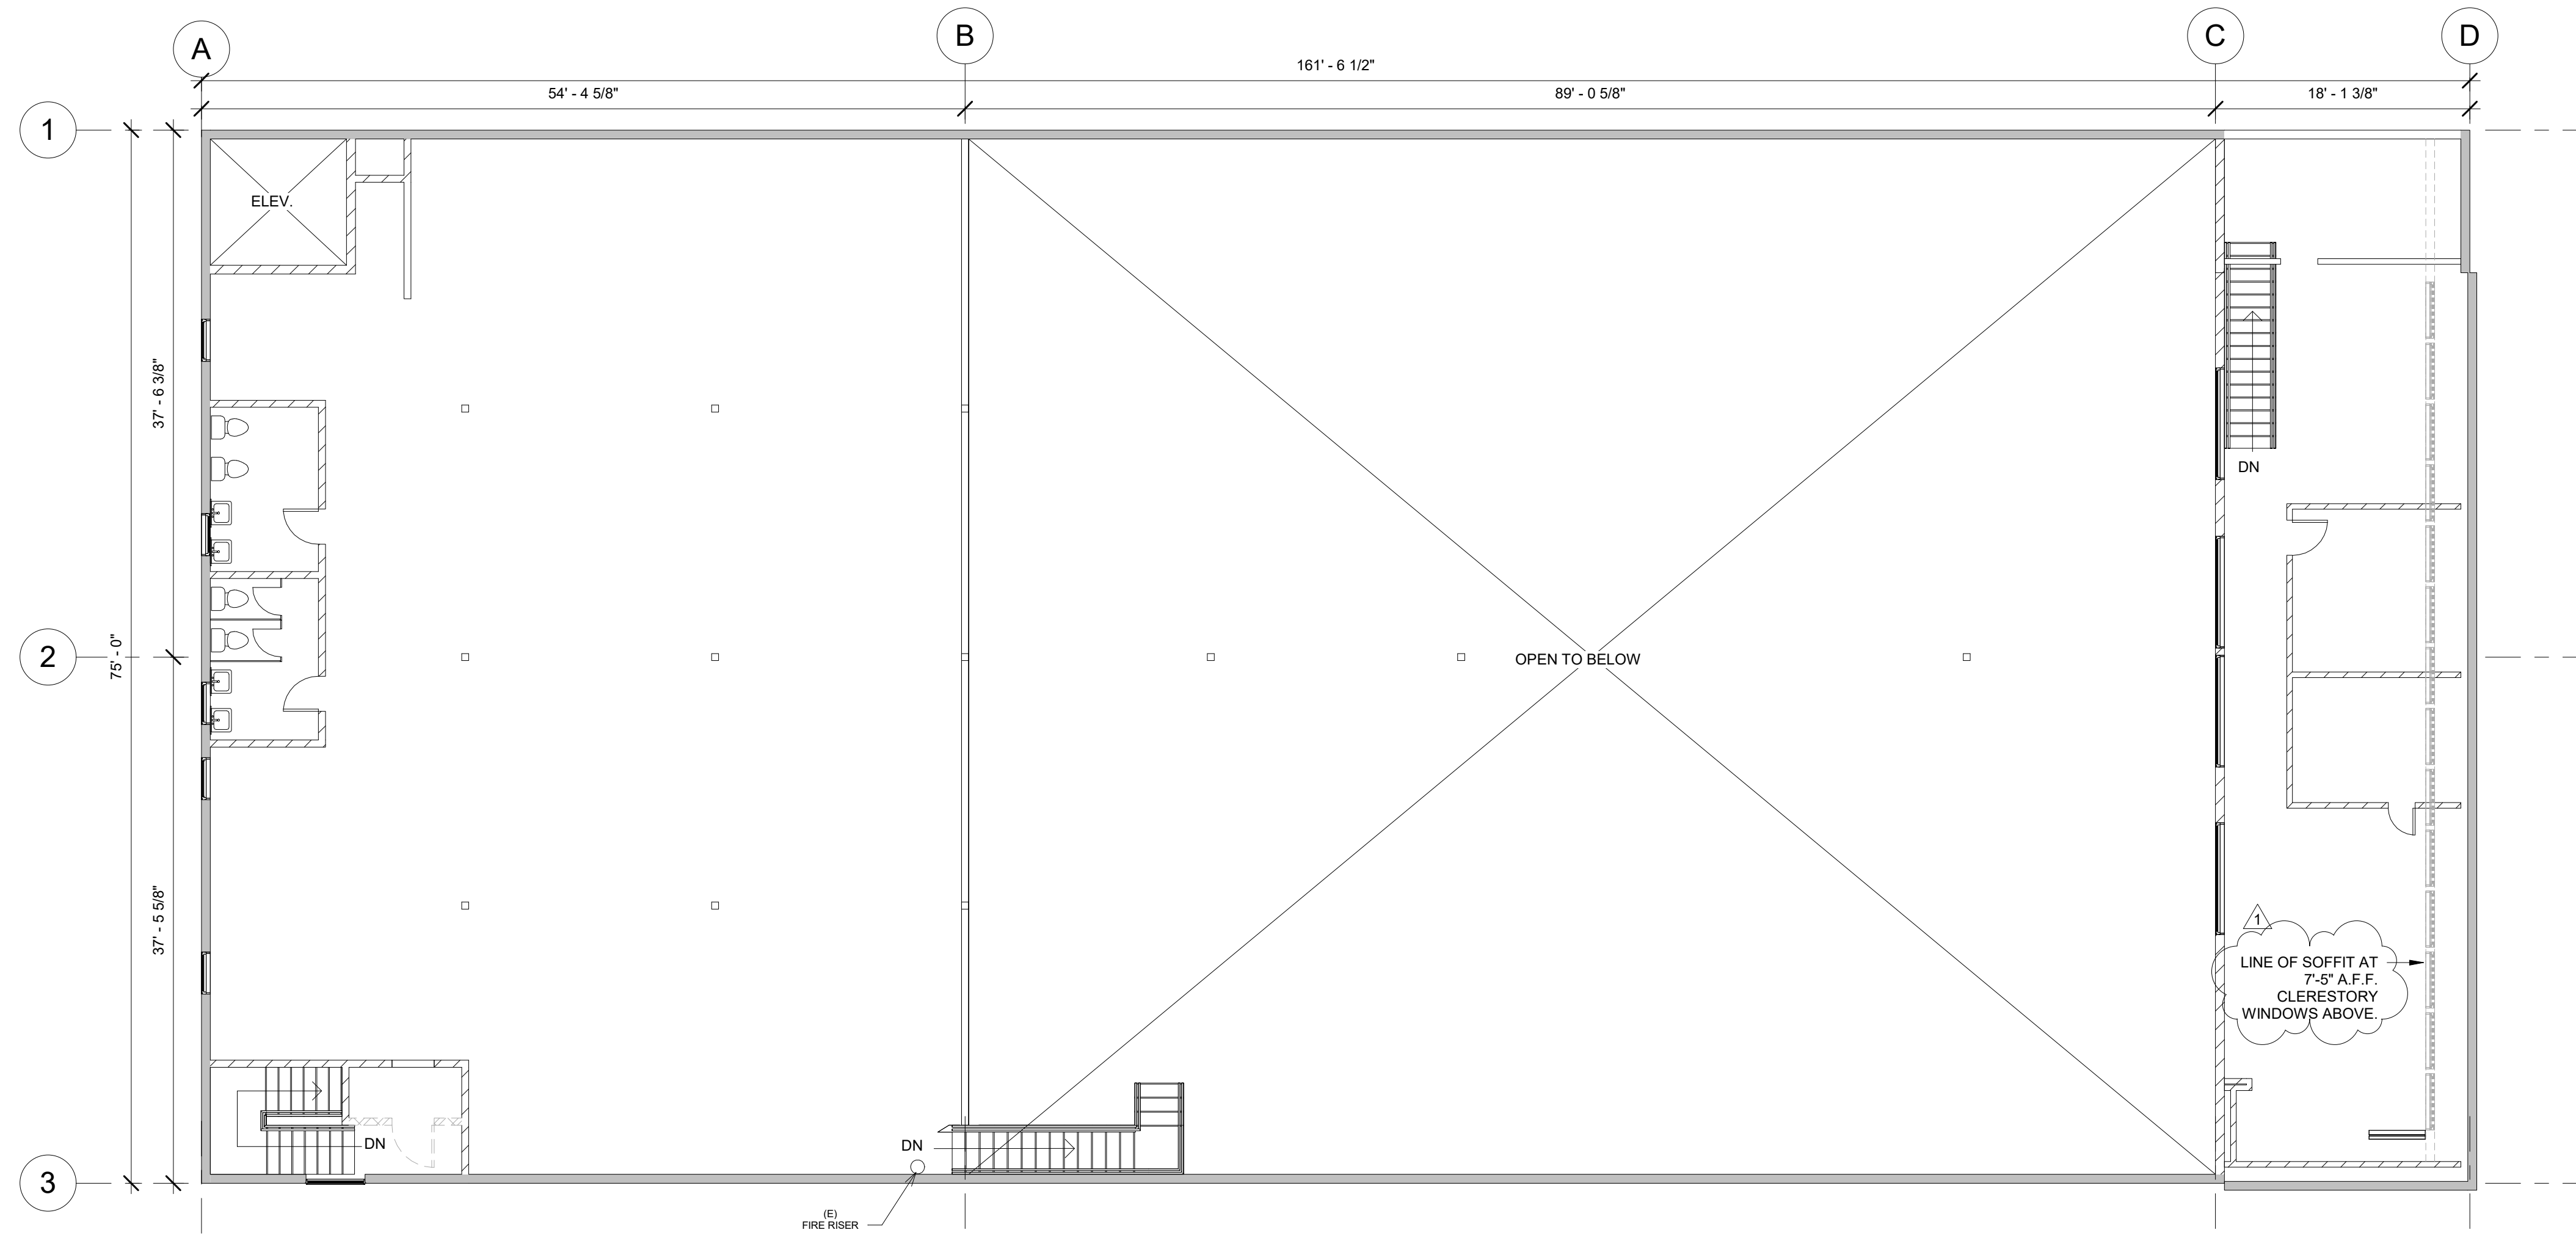 A
B
C
D
161' - 6 1/2"
54' - 4 5/8"
89' - 0 5/8"
18' - 1 3/8"
1
ELEV.
37' - 6 3/8"
DN
2
75' - 0"
OPEN TO BELOW
37' - 5 5/8"
1
LINE OF SOFFIT AT
7'-5" A.F.F.
CLERESTORY
WINDOWS ABOVE.
DN
DN
3
(E)
FIRE RISER